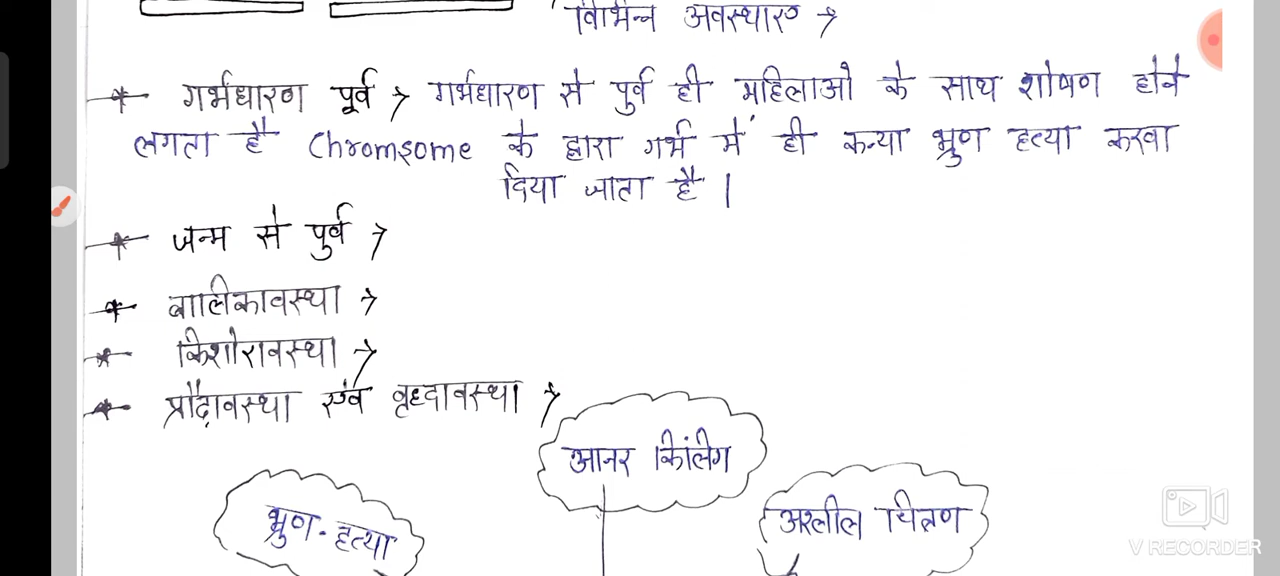 विभिन्न अवस्थाए →
* गर्भधारण पूर्व → गर्भधारण से पुर्व ही महिलाओ के साथ शोषण होने
लगता है Chromsome के द्वारा गर्भ में ही कन्या भ्रुण हत्या करवा
दिया जाता है।
* जन्म से पुर्व →
* बालिकावस्था →
* किशोरावस्था →
* प्रौढ़ावस्था एंव वृध्दावस्था →
आनर किलिंग
भ्रुण-हत्या
अश्लील चित्रण
V RECORDER